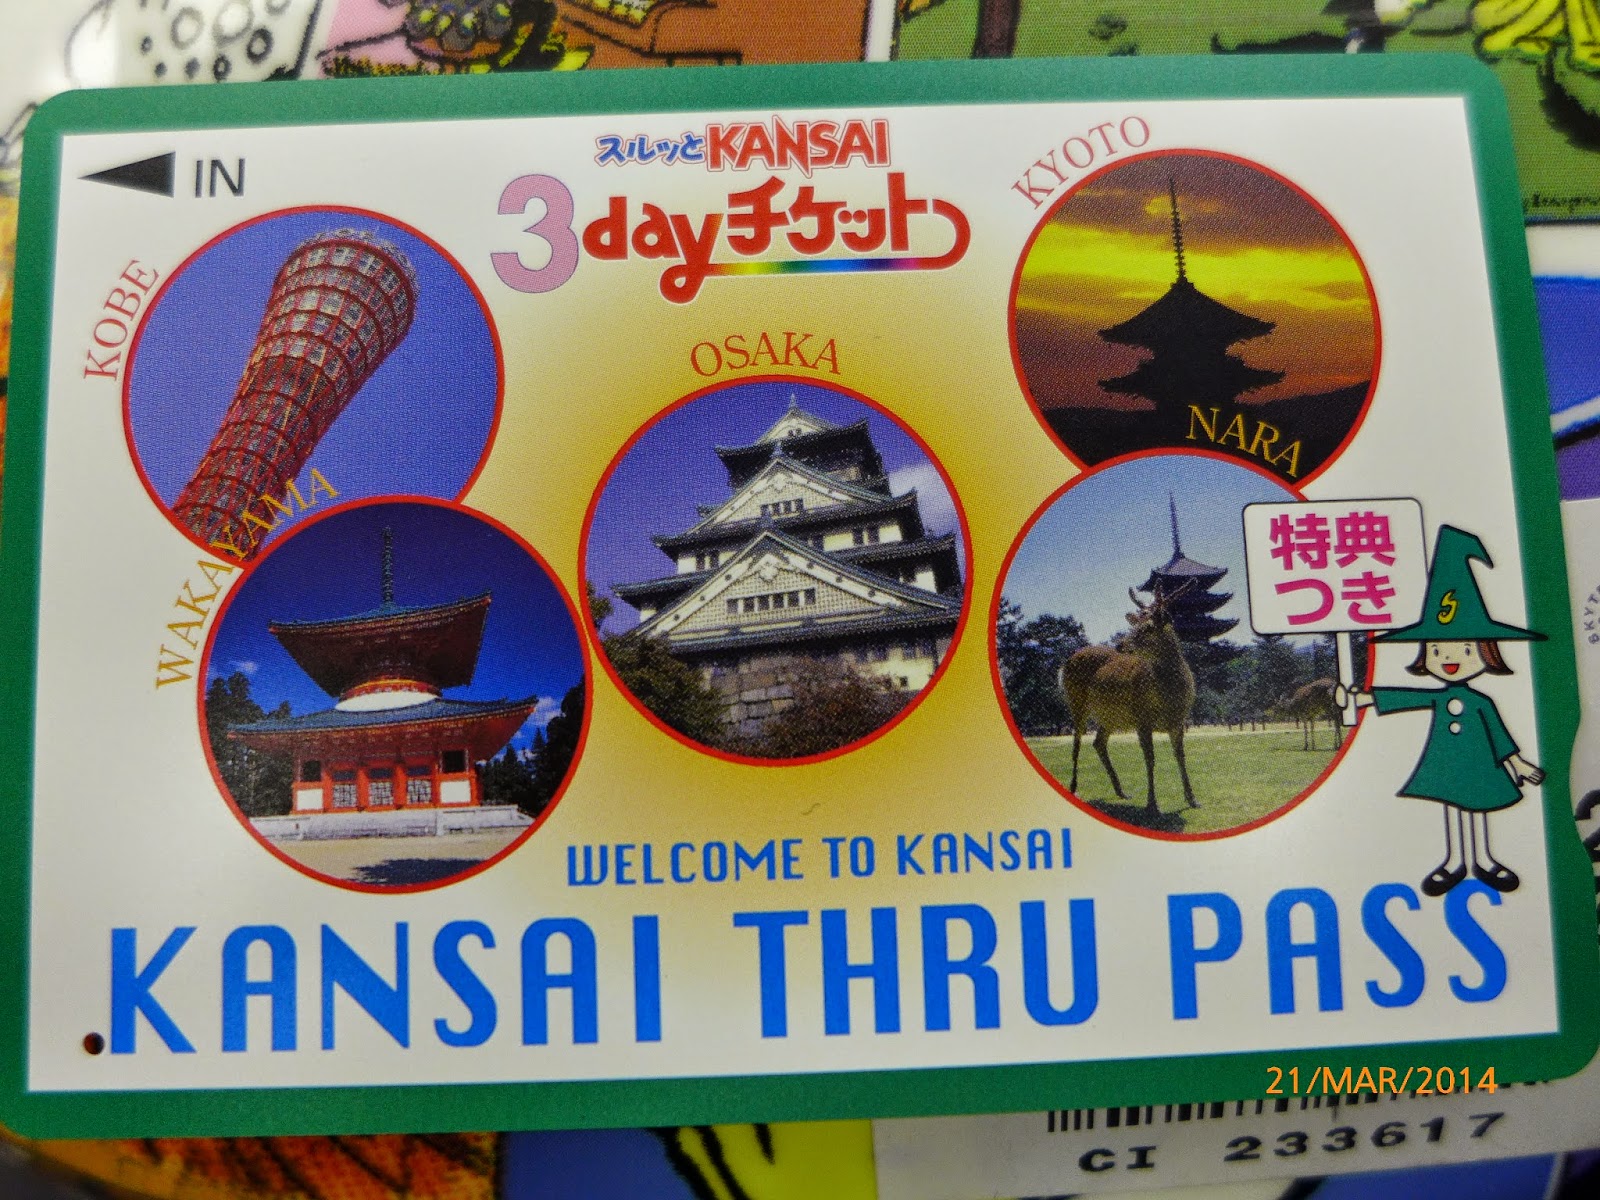 IN
スルッとKANSAI
3dayチケット
KOBE
OSAKA
KYOTO
WAKAYAMA
NARA
特典
つき
S
WELCOME TO KANSAI
KANSAI THRU PASS
21/MAR/2014
CI 233617